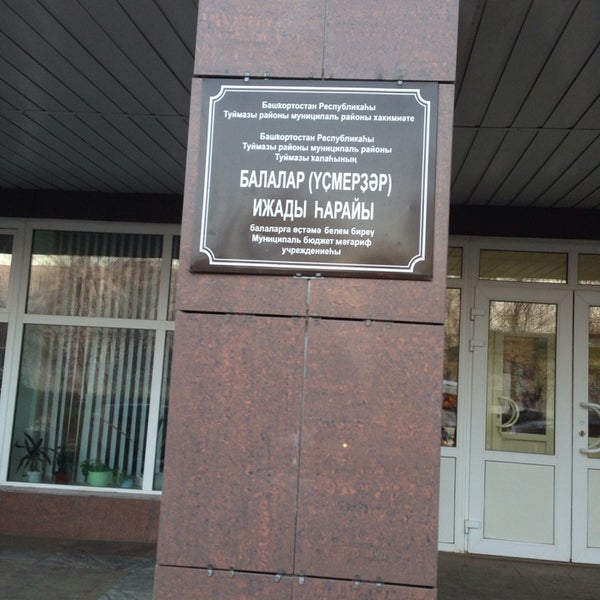 Башҡортостан Республикаһы
Туймазы районы муниципаль районы хакимиәте
Башҡортостан Республикаһы
Туймазы районы муниципаль районы
Туймазы ҡалаһының
БАЛАЛАР (ҮСМЕРҘӘР)
ИЖАДЫ ҺАРАЙЫ
балаларға өҫтәмә белем биреү
Муниципаль бюджет мәғариф
учреждениеһы